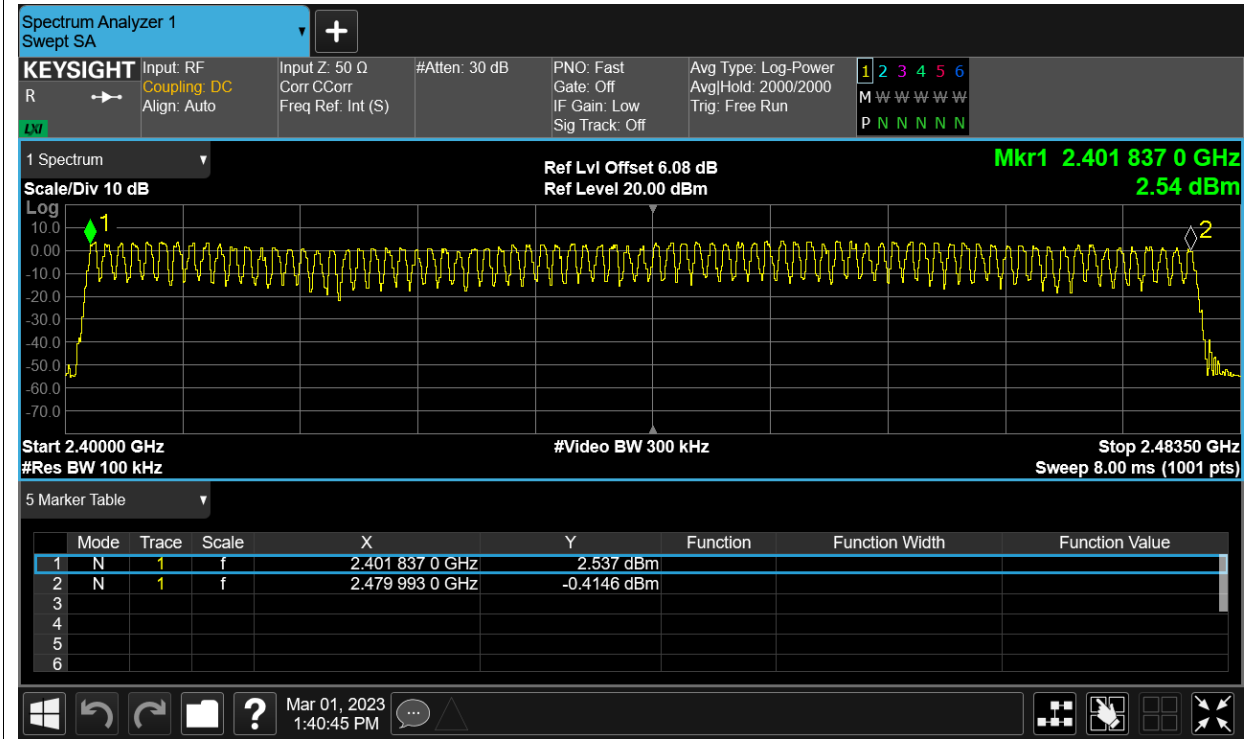 Spectrum Analyzer 1
Swept SA
KEYSIGHT
R
LXI
Input: RF
Coupling: DC
Align: Auto
Input Z: 50 Ω
Corr CCorr
Freq Ref: Int (S)
#Atten: 30 dB
PNO: Fast
Gate: Off
IF Gain: Low
Sig Track: Off
Avg Type: Log-Power
Avg|Hold: 2000/2000
Trig: Free Run
1 2 3 4 5 6
M W W W W W
P N N N N N
1 Spectrum
Scale/Div 10 dB
Ref Lvl Offset 6.08 dB
Ref Level 20.00 dBm
Mkr1 2.401 837 0 GHz
2.54 dBm
Log
10.0
0.00
-10.0
-20.0
-30.0
-40.0
-50.0
-60.0
-70.0
1
2
Start 2.40000 GHz
#Res BW 100 kHz
#Video BW 300 kHz
Stop 2.48350 GHz
Sweep 8.00 ms (1001 pts)
5 Marker Table
Mode Trace Scale X Y Function Function Width Function Value
1 N 1 f 2.401 837 0 GHz 2.537 dBm
2 N 1 f 2.479 993 0 GHz -0.4146 dBm
3
4
5
6
?
Mar 01, 2023
1:40:45 PM